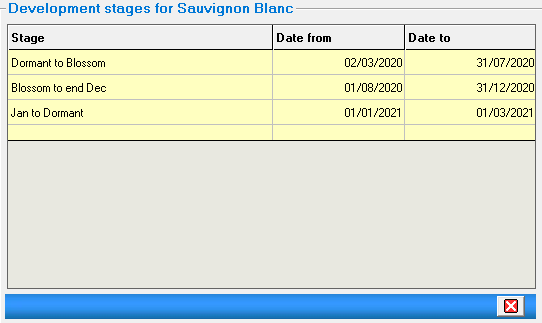 Development stages for Sauvignon Blanc
Stage Date from Date to
Dormant to Blossom 02/03/2020 31/07/2020
Blossom to end Dec 01/08/2020 31/12/2020
Jan to Dormant 01/01/2021 01/03/2021